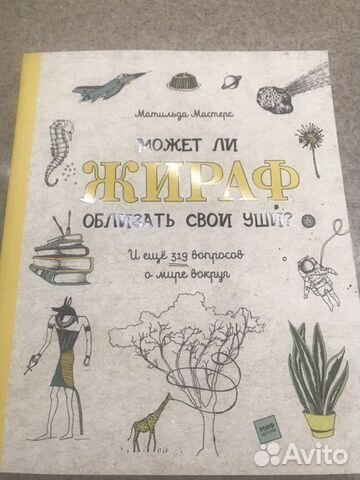 Матильда Мастерс
МОЖЕТ ЛИ
ЖИРАФ
ОБЛИЗАТЬ СВОИ УШИ?
И ещё 319 вопросов
о мире вокруг
МИФ
Avito